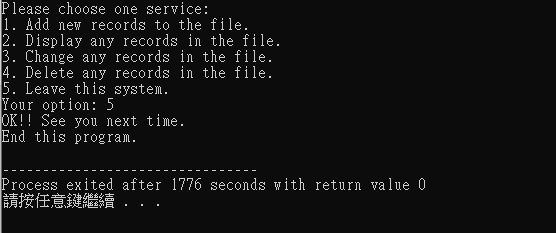 Please choose one service:
1. Add new records to the file.
2. Display any records in the file.
3. Change any records in the file.
4. Delete any records in the file.
5. Leave this system.
Your option: 5
OK!! See you next time.
End this program.
--------------------------------
Process exited after 1776 seconds with return value 0
請按任意鍵繼續 . . .